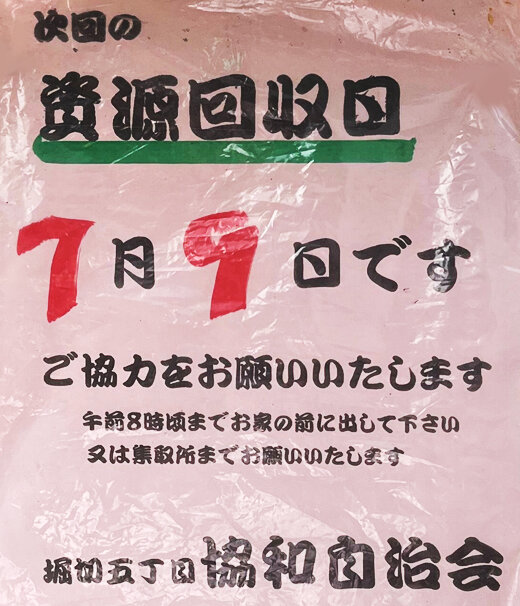 次回の
資源回収日
7月9日です
ご協力をお願いいたします
午前8時頃までお家の前に出して下さい
又は集取所までお願いいたします
堀切五丁目協和自治会